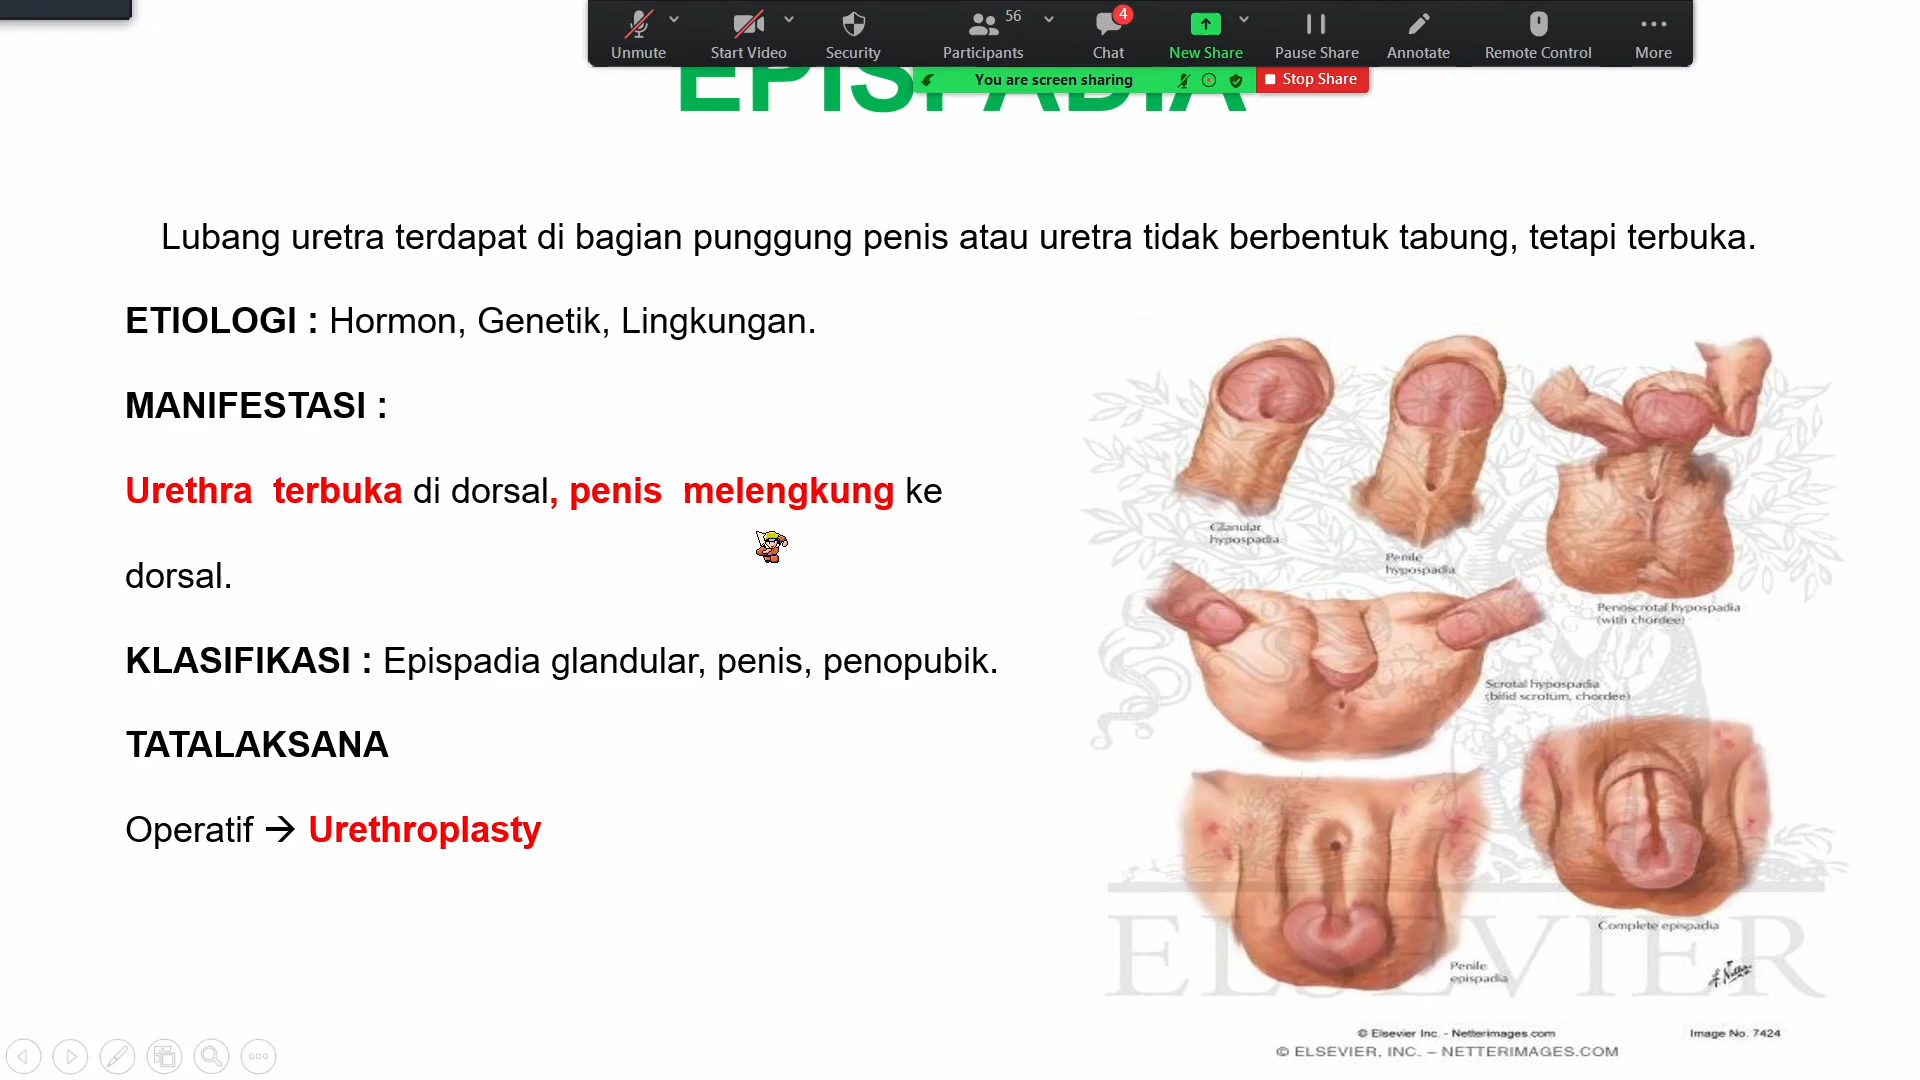 Unmute
Start Video
Security
Participants
56
Chat
4
New Share
Pause Share
Annotate
Remote Control
More
You are screen sharing
Stop Share
EPISPADIA
Lubang uretra terdapat di bagian punggung penis atau uretra tidak berbentuk tabung, tetapi terbuka.
ETIOLOGI : Hormon, Genetik, Lingkungan.
MANIFESTASI :
Urethra terbuka di dorsal, penis melengkung ke
dorsal.
KLASIFIKASI : Epispadia glandular, penis, penopubik.
TATALAKSANA
Operatif → Urethroplasty
Glanular
hypospadia
Penile
hypospadia
Penoscrotal hypospadia
(with chordee)
Scrotal hypospadia
(bifid scrotum, chordee)
Complete epispadia
Penile
epispadia
ELSEVIER
© Elsevier Inc. - Netterimages.com
Image No. 7424
© ELSEVIER, INC. – NETTERIMAGES.COM